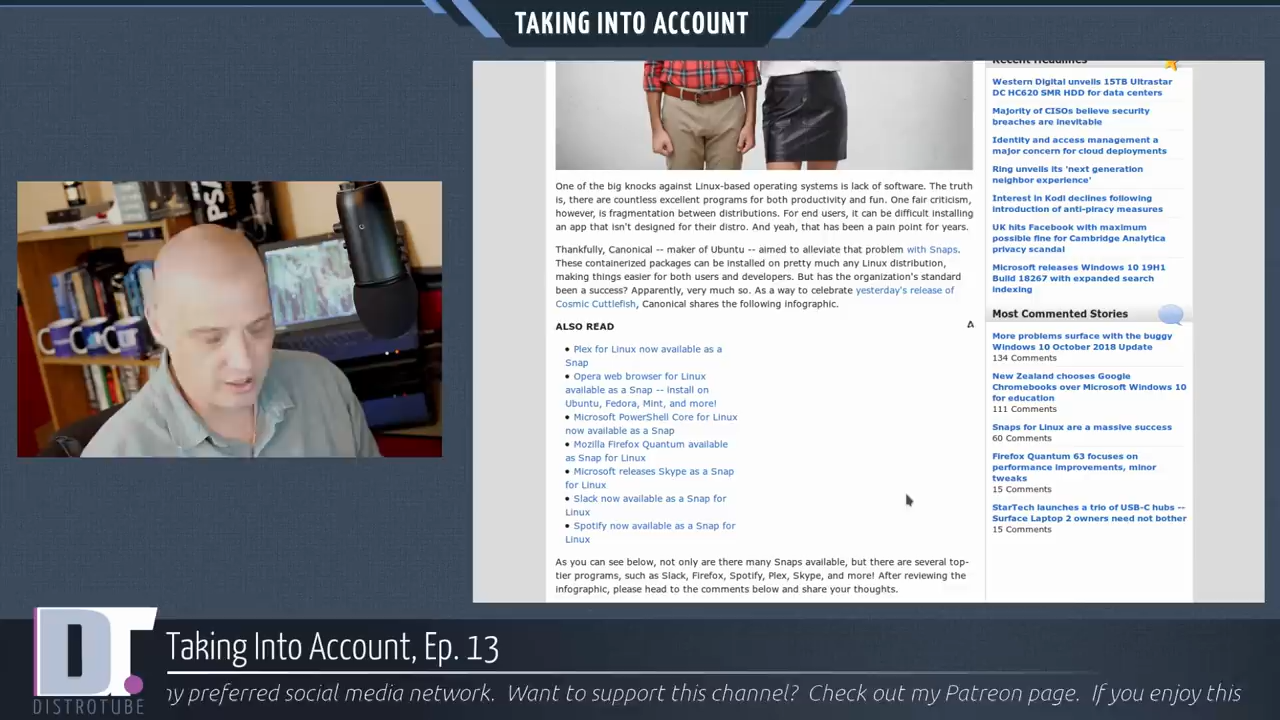 TAKING INTO ACCOUNT
One of the big knocks against Linux-based operating systems is lack of software. The truth
is, there are countless excellent programs for both productivity and fun. One fair criticism,
however, is fragmentation between distributions. For end users, it can be difficult installing
an app that isn't designed for their distro. And yeah, that has been a pain point for years.
Thankfully, Canonical -- maker of Ubuntu -- aimed to alleviate that problem with Snaps.
These containerized packages can be installed on pretty much any Linux distribution,
making things easier for both users and developers. But has the organization's standard
been a success? Apparently, very much so. As a way to celebrate yesterday's release of
Cosmic Cuttlefish, Canonical shares the following infographic.
ALSO READ
• Plex for Linux now available as a
Snap
• Opera web browser for Linux
available as a Snap -- install on
Ubuntu, Fedora, Mint, and more!
• Microsoft PowerShell Core for Linux
now available as a Snap
• Mozilla Firefox Quantum available
as Snap for Linux
• Microsoft releases Skype as a Snap
for Linux
• Slack now available as a Snap for
Linux
• Spotify now available as a Snap for
Linux
As you can see below, not only are there many Snaps available, but there are several top-
tier programs, such as Slack, Firefox, Spotify, Plex, Skype, and more! After reviewing the
infographic, please head to the comments below and share your thoughts.
Recent Headlines
Western Digital unveils 15TB Ultrastar
DC HC620 SMR HDD for data centers
Majority of CISOs believe security
breaches are inevitable
Identity and access management a
major concern for cloud deployments
Ring unveils its 'next generation
neighbor experience'
Interest in Kodi declines following
introduction of anti-piracy measures
UK hits Facebook with maximum
possible fine for Cambridge Analytica
privacy scandal
Microsoft releases Windows 10 19H1
Build 18267 with expanded search
indexing
Most Commented Stories
More problems surface with the buggy
Windows 10 October 2018 Update
134 Comments
New Zealand chooses Google
Chromebooks over Microsoft Windows 10
for education
111 Comments
Snaps for Linux are a massive success
60 Comments
Firefox Quantum 63 focuses on
performance improvements, minor
tweaks
15 Comments
StarTech launches a trio of USB-C hubs --
Surface Laptop 2 owners need not bother
15 Comments
DT
DISTROTUBE
Taking Into Account, Ep. 13
my preferred social media network. Want to support this channel? Check out my Patreon page. If you enjoy this